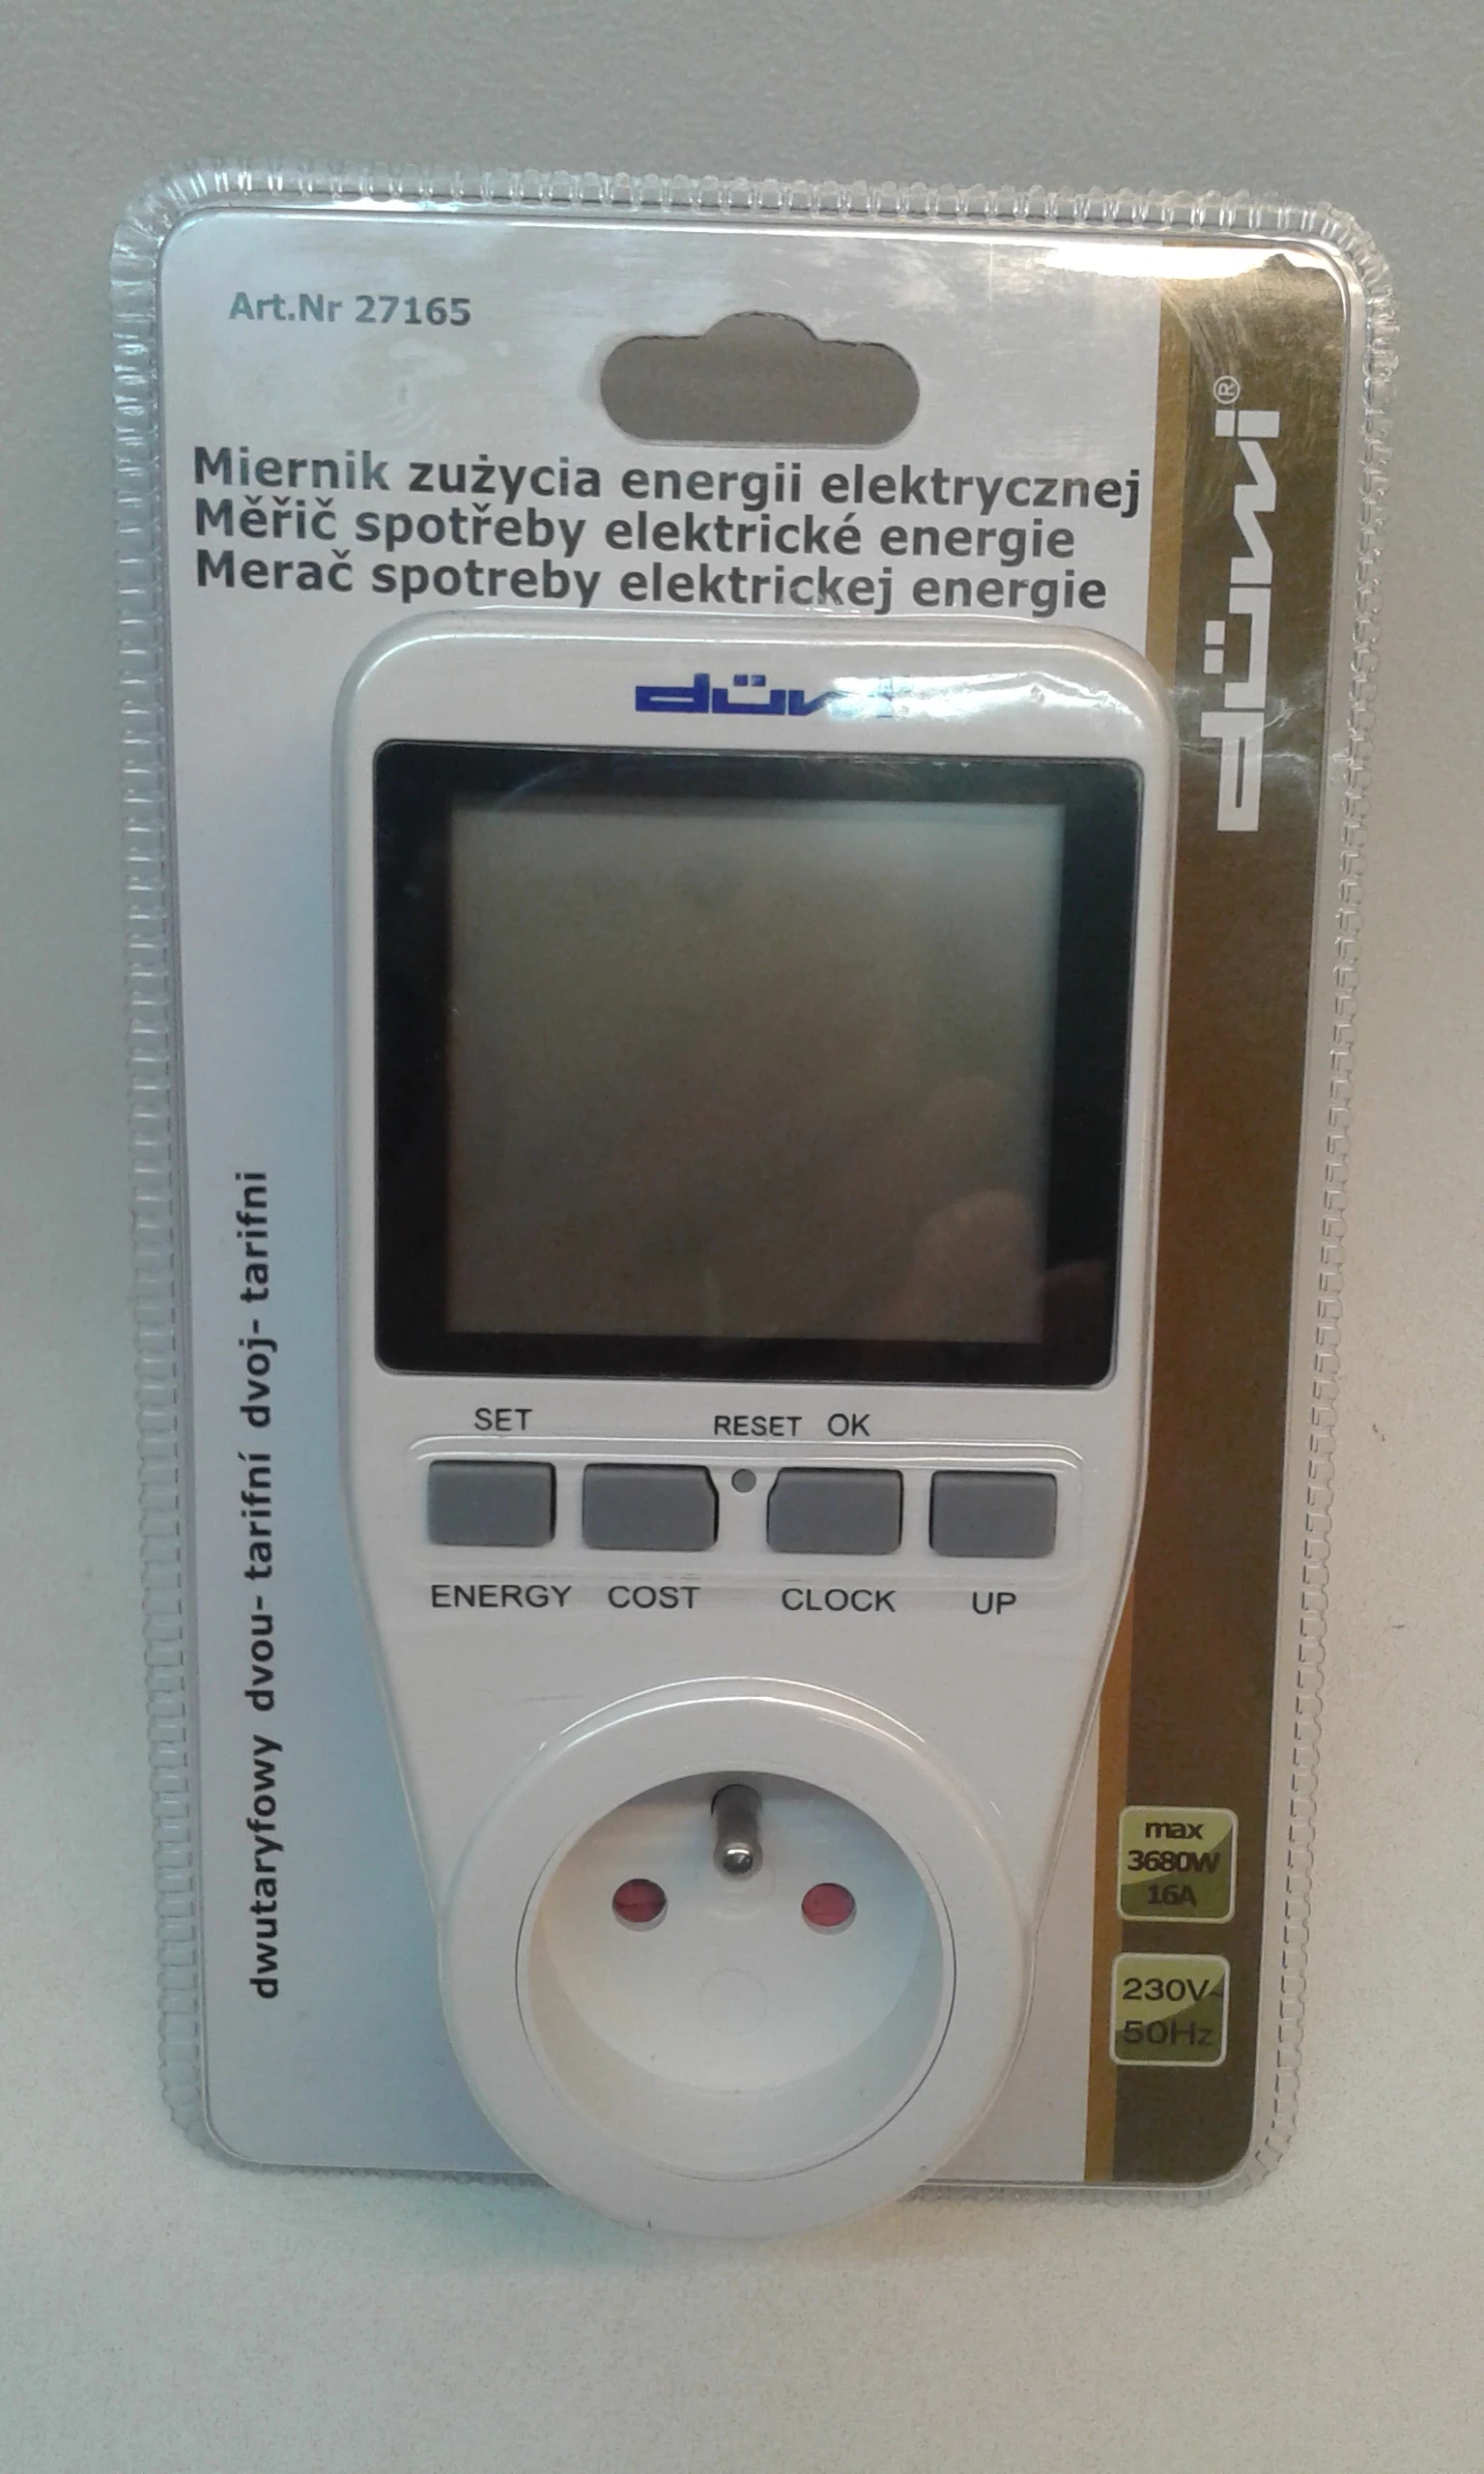 Art.Nr 27165
Miernik zużycia energii elektrycznej
Měřič spotřeby elektrické energie
Merač spotreby elektrickej energie
düwi®
düwi
dwutaryfowy dvou- tarifní dvoj- tarifni
SET RESET OK
ENERGY COST CLOCK UP
max
3680W
16A
230V~
50Hz